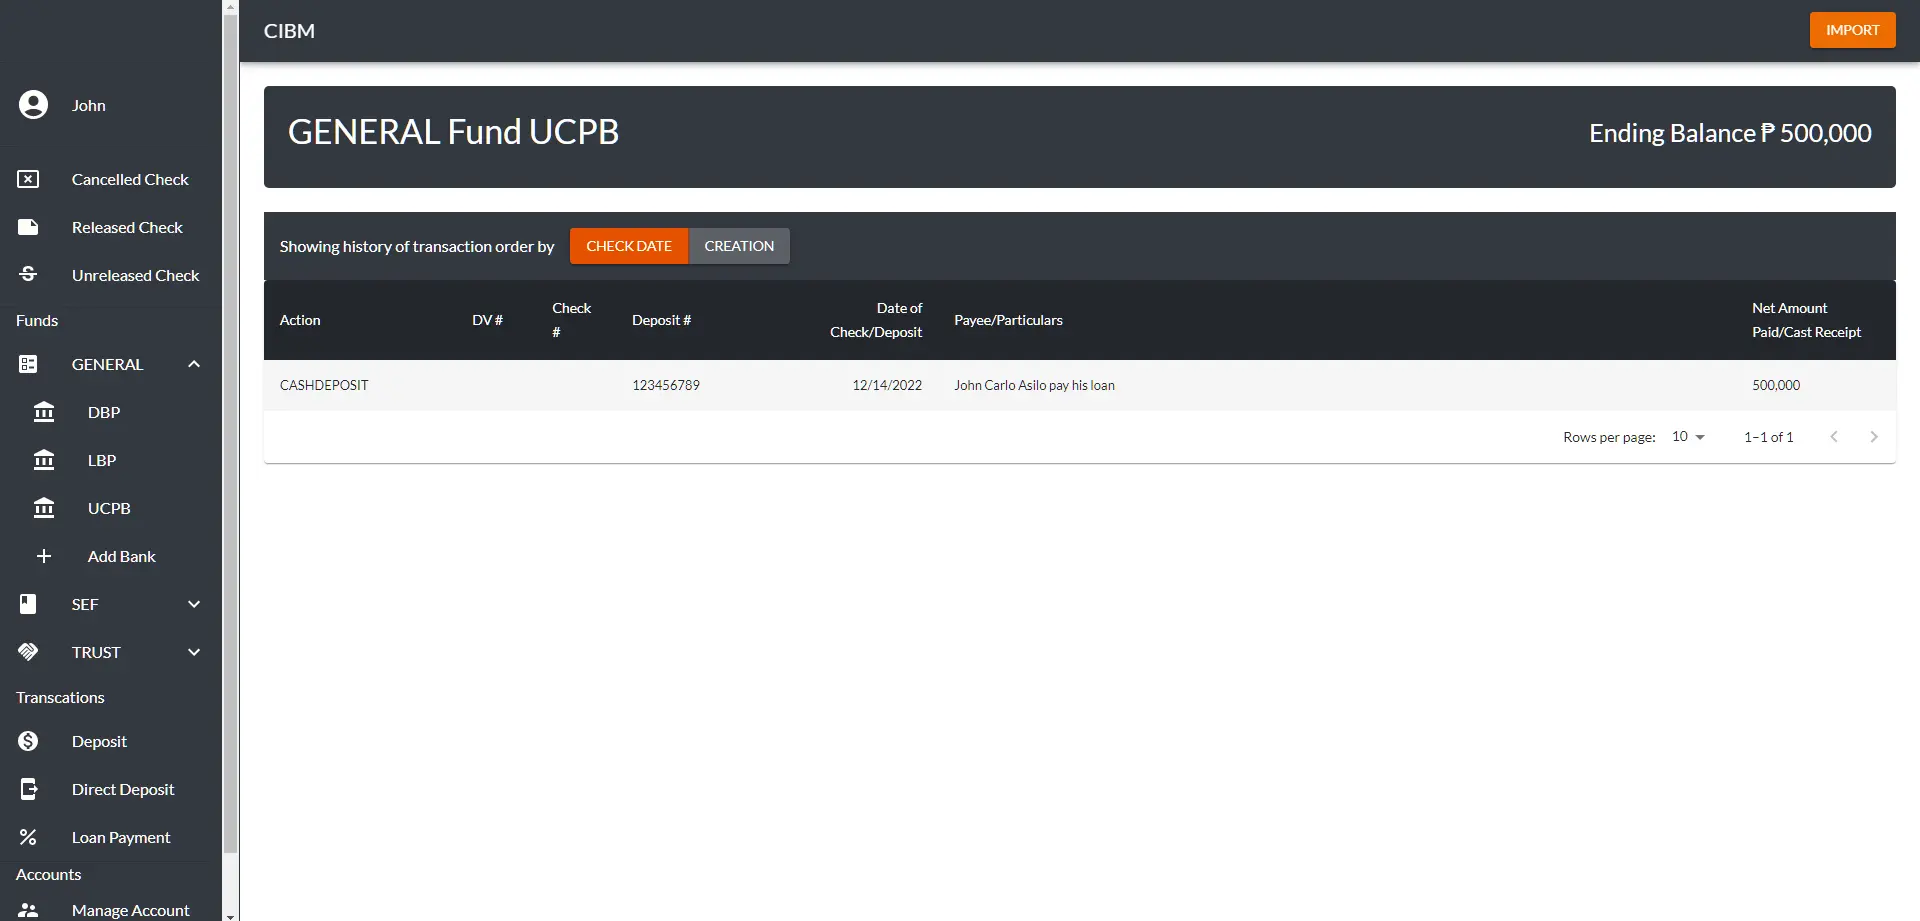 CIBM
IMPORT
John
Cancelled Check
Released Check
Unreleased Check
Funds
GENERAL
DBP
LBP
UCPB
Add Bank
SEF
TRUST
Transcations
Deposit
Direct Deposit
Loan Payment
Accounts
Manage Account
GENERAL Fund UCPB
Ending Balance ₱ 500,000
Showing history of transaction order by CHECK DATE CREATION
Action DV # Check # Deposit # Date of Check/Deposit Payee/Particulars Net Amount Paid/Cast Receipt
CASHDEPOSIT 123456789 12/14/2022 John Carlo Asilo pay his loan 500,000
Rows per page: 10 1–1 of 1